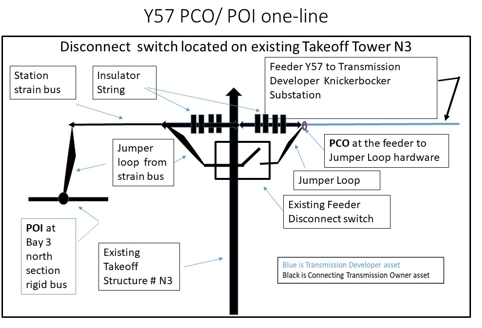 Y57 PCO/ POI one-line
Disconnect switch located on existing Takeoff Tower N3
Station
strain bus
Insulator
String
Feeder Y57 to Transmission
Developer Knickerbocker
Substation
Jumper
loop from
strain bus
PCO at the feeder to
Jumper Loop hardware
Jumper Loop
Existing Feeder
Disconnect switch
POI at
Bay 3
north
section
rigid bus
Existing
Takeoff
Structure # N3
Blue is Transmission Developer asset
Black is Connecting Transmission Owner asset